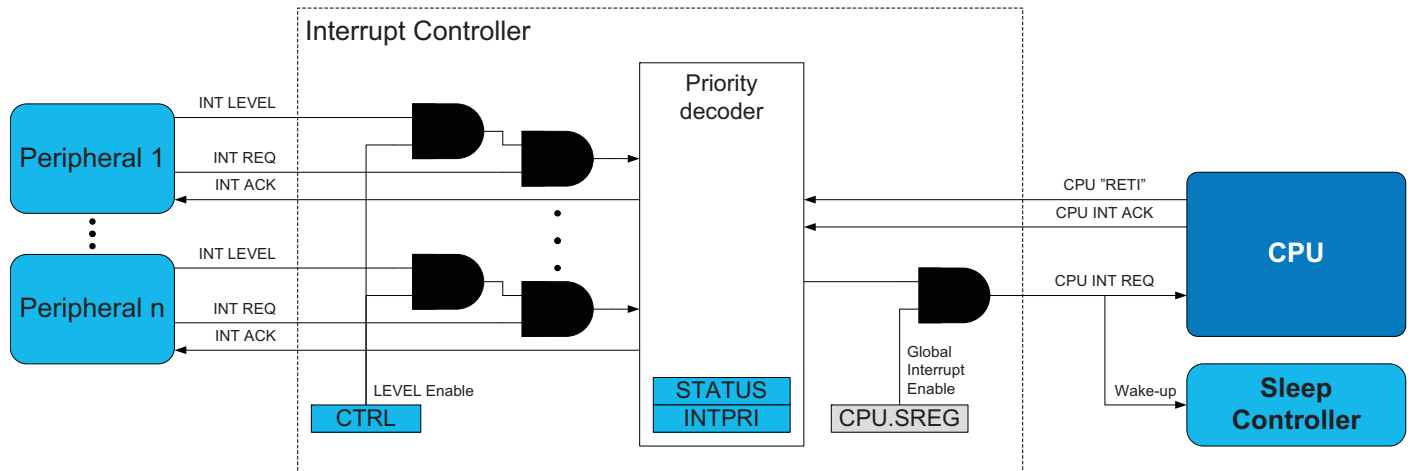 Interrupt Controller
Priority
decoder
INT LEVEL
Peripheral 1
INT REQ
INT ACK
INT LEVEL
Peripheral n
INT REQ
INT ACK
LEVEL Enable
CTRL
STATUS
INTPRI
Global
Interrupt
Enable
CPU.SREG
CPU "RETI"
CPU INT ACK
CPU
CPU INT REQ
Wake-up
Sleep
Controller